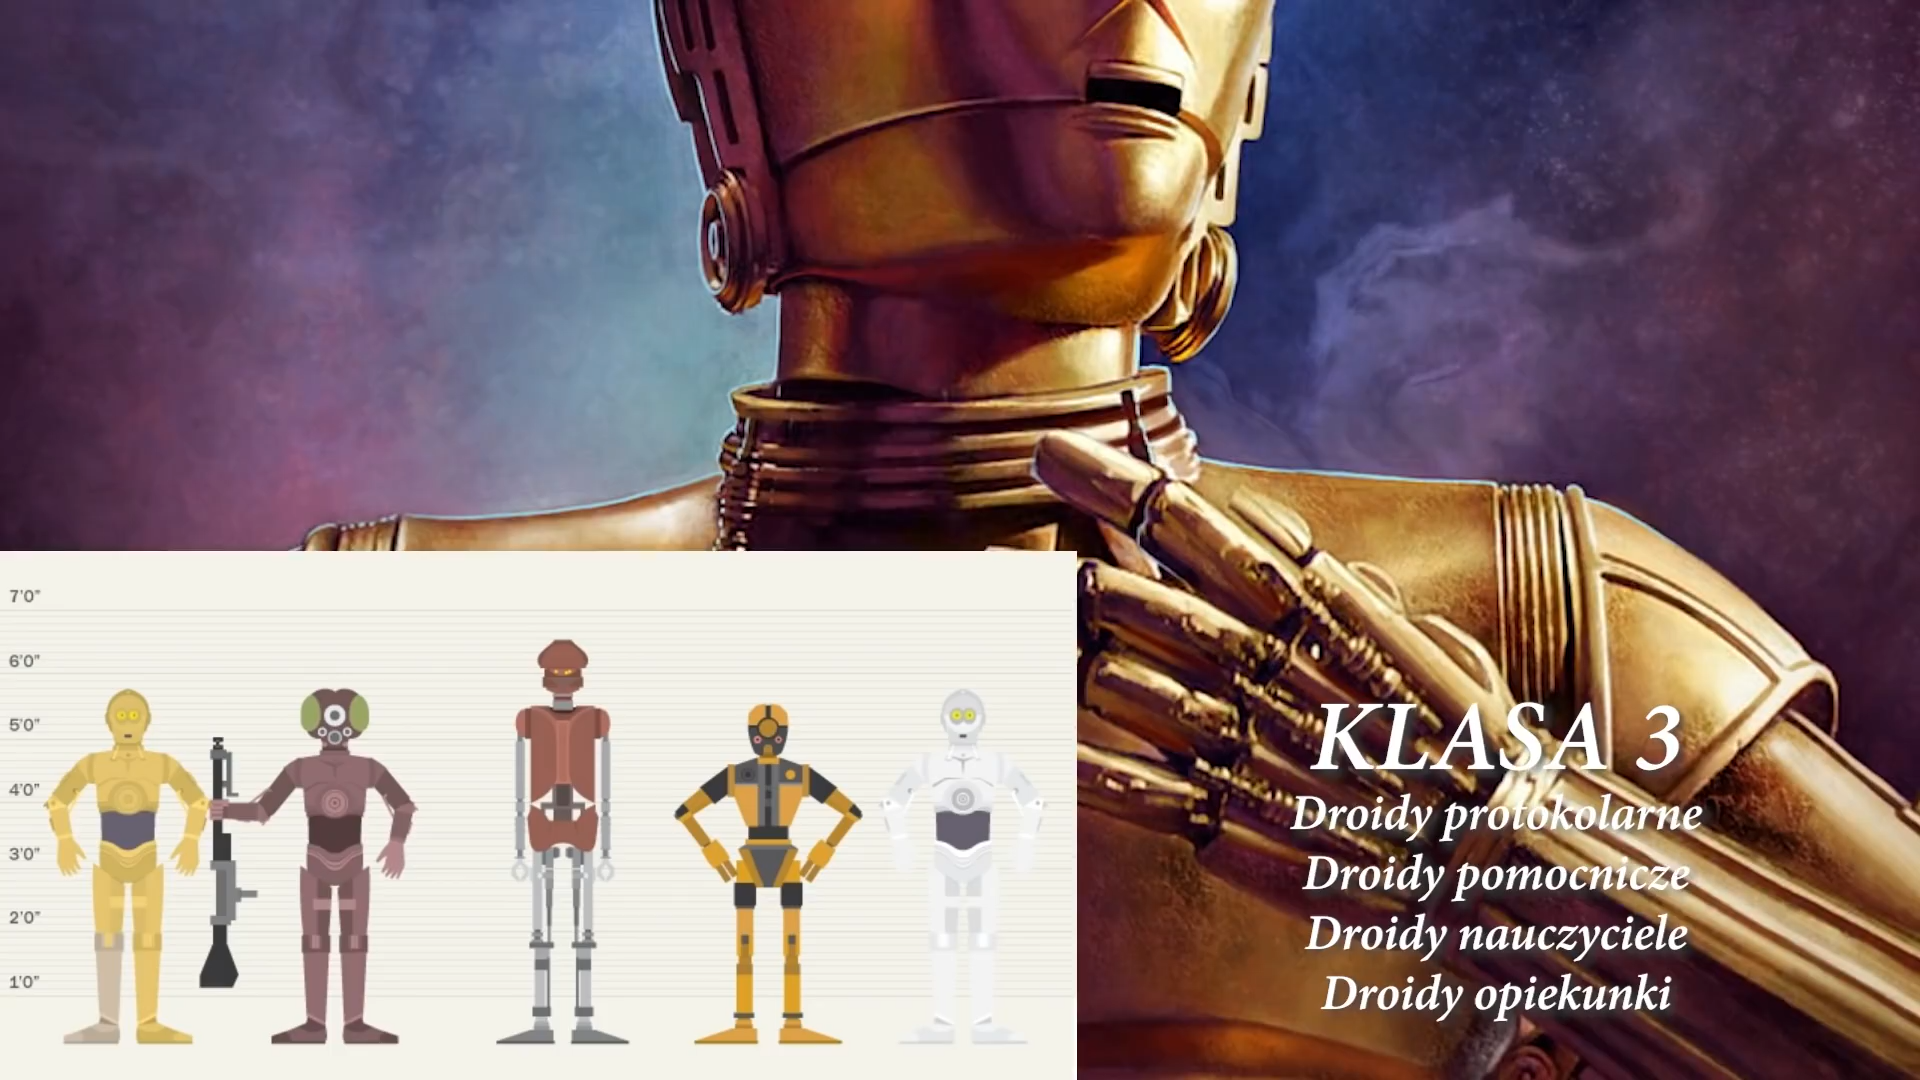 7'0"
6'0"
5'0"
4'0"
3'0"
2'0"
1'0"
KLASA 3
Droidy protokolarne
Droidy pomocnicze
Droidy nauczyciele
Droidy opiekunki